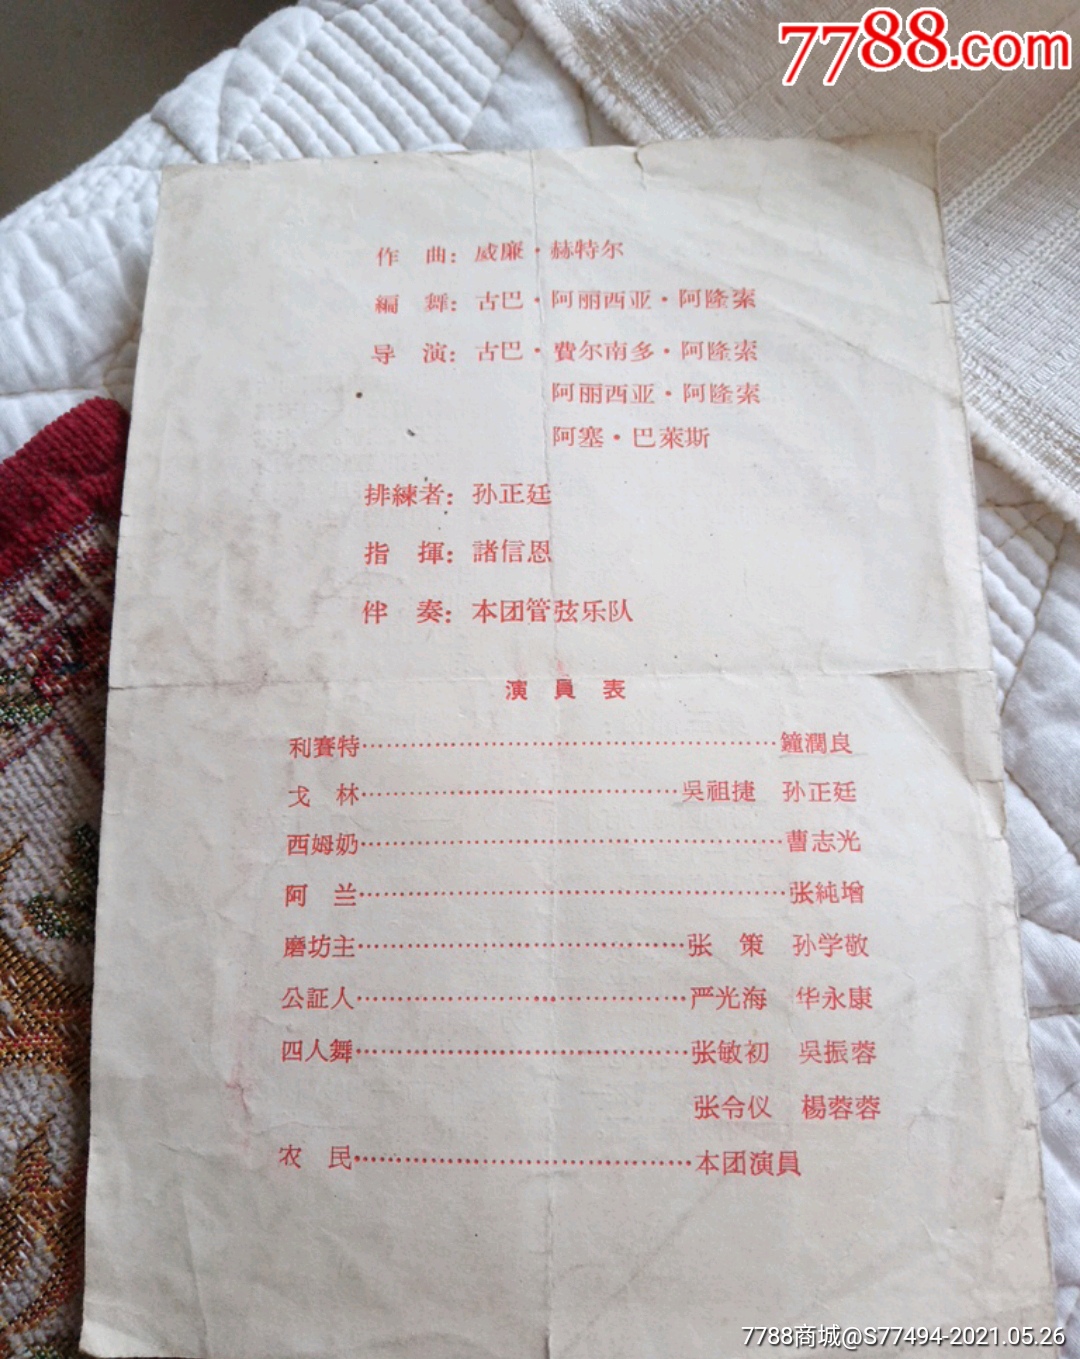 7788.com
作 曲：威廉·赫特尔
編 舞：古巴·阿丽西亚·阿隆索
导 演：古巴·費尔南多·阿隆索
阿丽西亚·阿隆索
阿塞·巴萊斯
排練者：孙正廷
指 揮：諸信恩
伴 奏：本团管弦乐队
演 員 表
利賽特……………………………………鐘潤良
戈 林……………………………吳祖捷 孙正廷
西姆奶……………………………………曹志光
阿 兰……………………………………张純增
磨坊主……………………………张 策 孙学敬
公証人……………………………严光海 华永康
四人舞……………………………张敏初 吳振蓉
张令仪 楊蓉蓉
农 民……………………………本团演員
7788商城@S77494-2021.05.26